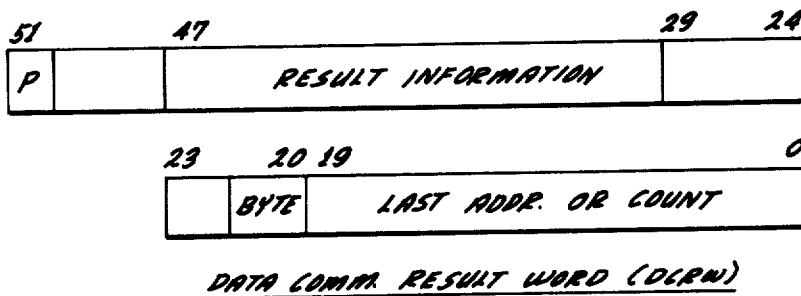 51 47 29 24
P RESULT INFORMATION
23 20 19 0
BYTE LAST ADDR. OR COUNT
DATA COMM. RESULT WORD (DCRW)